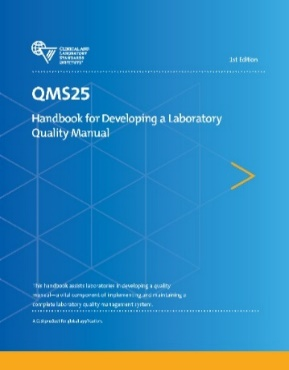 CLINICAL AND
LABORATORY
STANDARDS
INSTITUTE®
1st Edition
QMS25
Handbook for Developing a Laboratory
Quality Manual
This handbook assists laboratories in developing a quality
manual—a vital component of implementing and maintaining a
complete laboratory quality management system.
A CLSI product for global application.